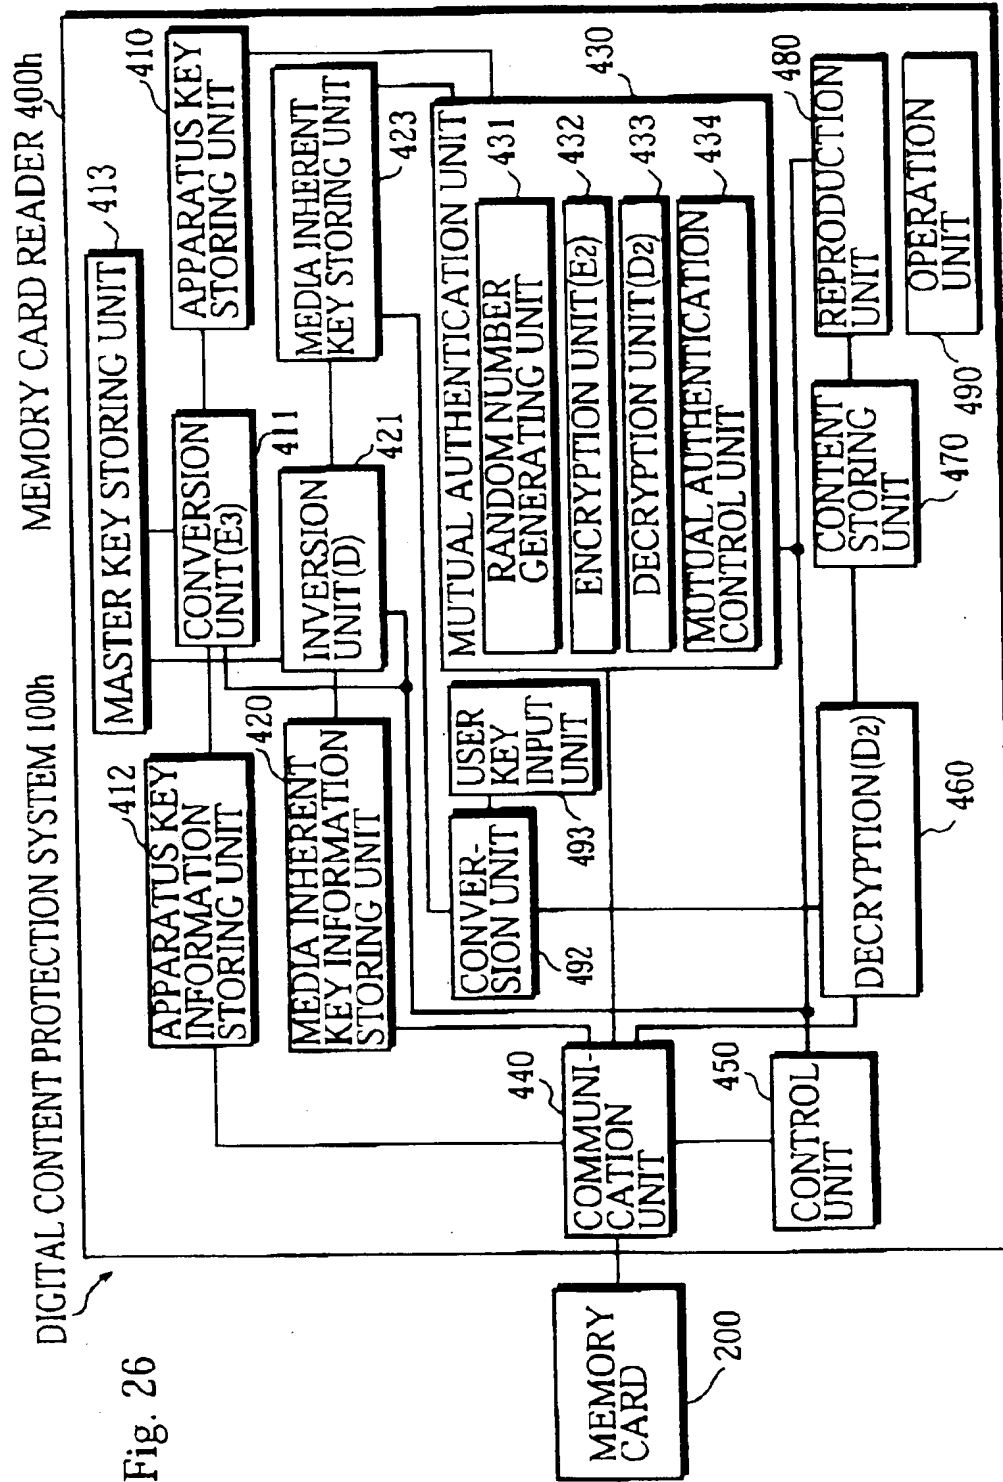 Fig. 26
DIGITAL CONTENT PROTECTION SYSTEM 100h
MEMORY CARD READER 400h
MASTER KEY STORING UNIT
413
APPARATUS KEY
INFORMATION
STORING UNIT
412
CONVERSION
UNIT(E3)
411
APPARATUS KEY
STORING UNIT
410
MEDIA INHERENT
KEY INFORMATION
STORING UNIT
420
INVERSION
UNIT(D)
421
MEDIA INHERENT
KEY STORING UNIT
423
CONVER-
SION UNIT
492
USER
KEY
INPUT
UNIT
493
MUTUAL AUTHENTICATION UNIT
430
RANDOM NUMBER
GENERATING UNIT
431
ENCRYPTION UNIT(E2)
432
DECRYPTION UNIT(D2)
433
MUTUAL AUTHENTICATION
CONTROL UNIT
434
MEMORY
CARD
200
COMMUNI-
CATION
UNIT
440
CONTROL
UNIT
450
DECRYPTION(D2)
460
CONTENT
STORING
UNIT
470
REPRODUCTION
UNIT
480
OPERATION
UNIT
490